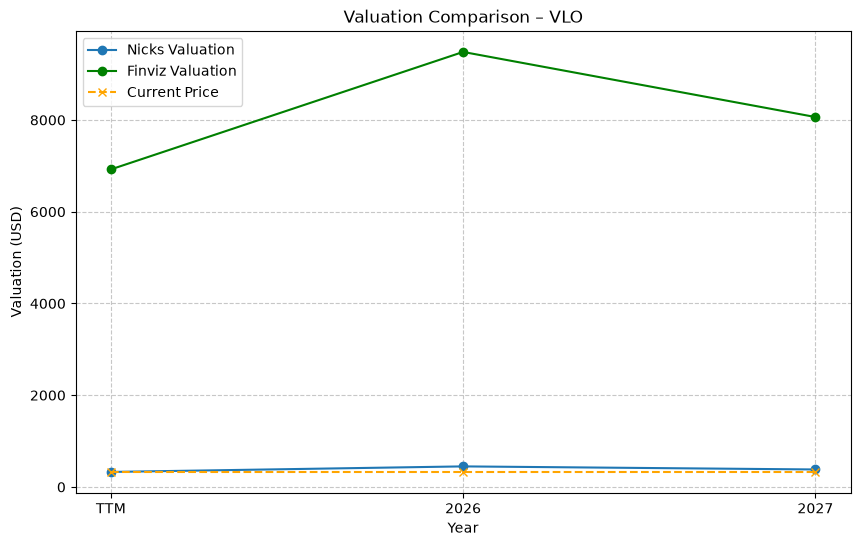 Valuation Comparison – VLO
Nicks Valuation
Finviz Valuation
Current Price
Valuation (USD)
8000
6000
4000
2000
0
TTM
2026
2027
Year